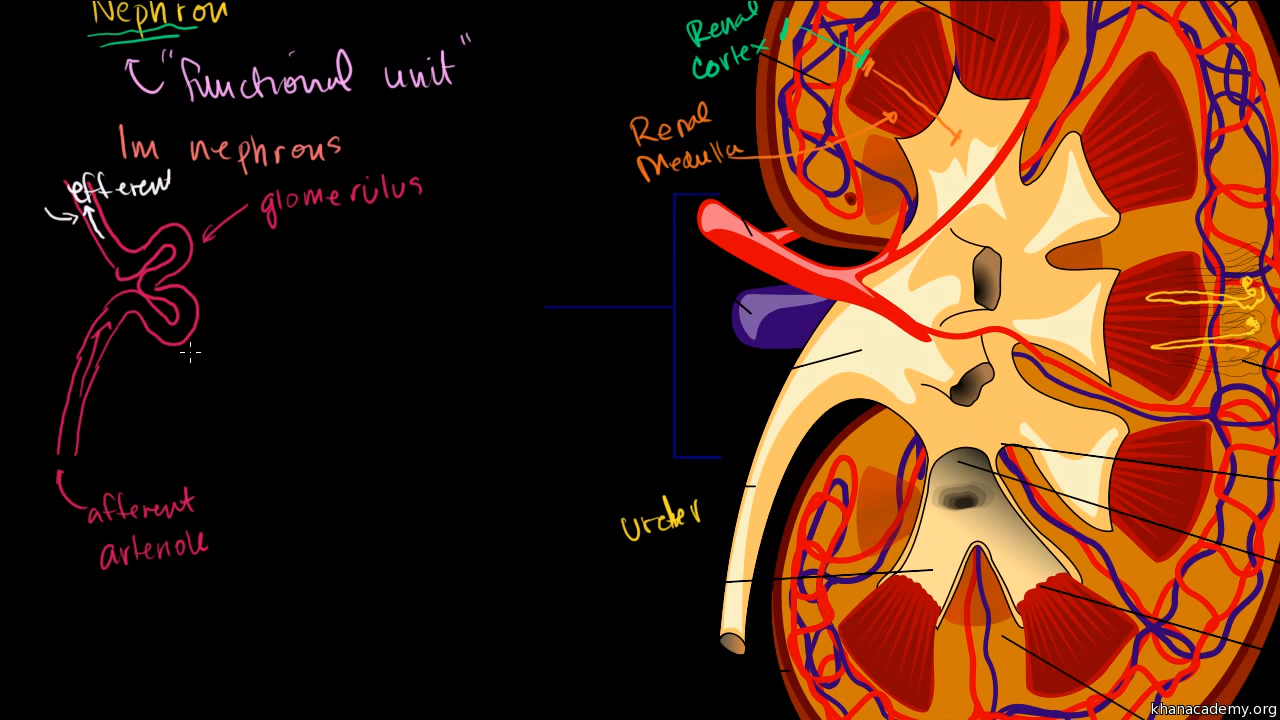 Nephron
"functional unit"
1m nephrons
efferent
glomerulus
afferent
arteriole
Renal
Cortex
Renal
Medulla
Ureter
khanacademy.org